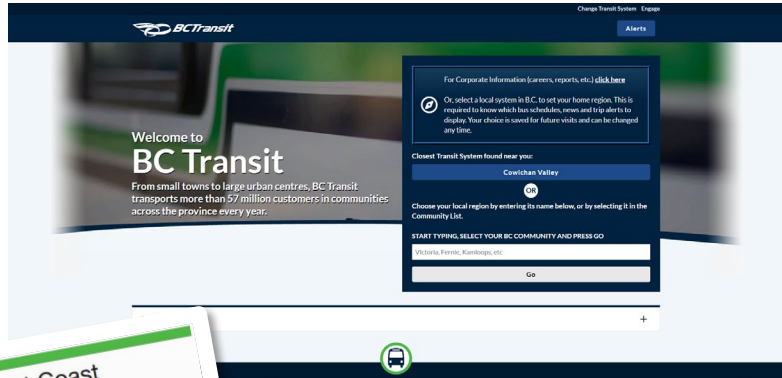 Change Transit System Engage
BCTransit
Alerts
For Corporate Information (careers, reports, etc.) click here
Or, select a local system in B.C. to set your home region. This is
required to know which bus schedules, news and trip alerts to
display. Your choice is saved for future visits and can be changed
any time.
Welcome to
BC Transit
From small towns to large urban centres, BC Transit
transports more than 57 million customers in communities
across the province every year.
Closest Transit System found near you:
Cowichan Valley
OR
Choose your local region by entering its name below, or by selecting it in the
Community List.
START TYPING, SELECT YOUR BC COMMUNITY AND PRESS GO
Victoria, Fernie, Kamloops, etc
Go
+
Coast